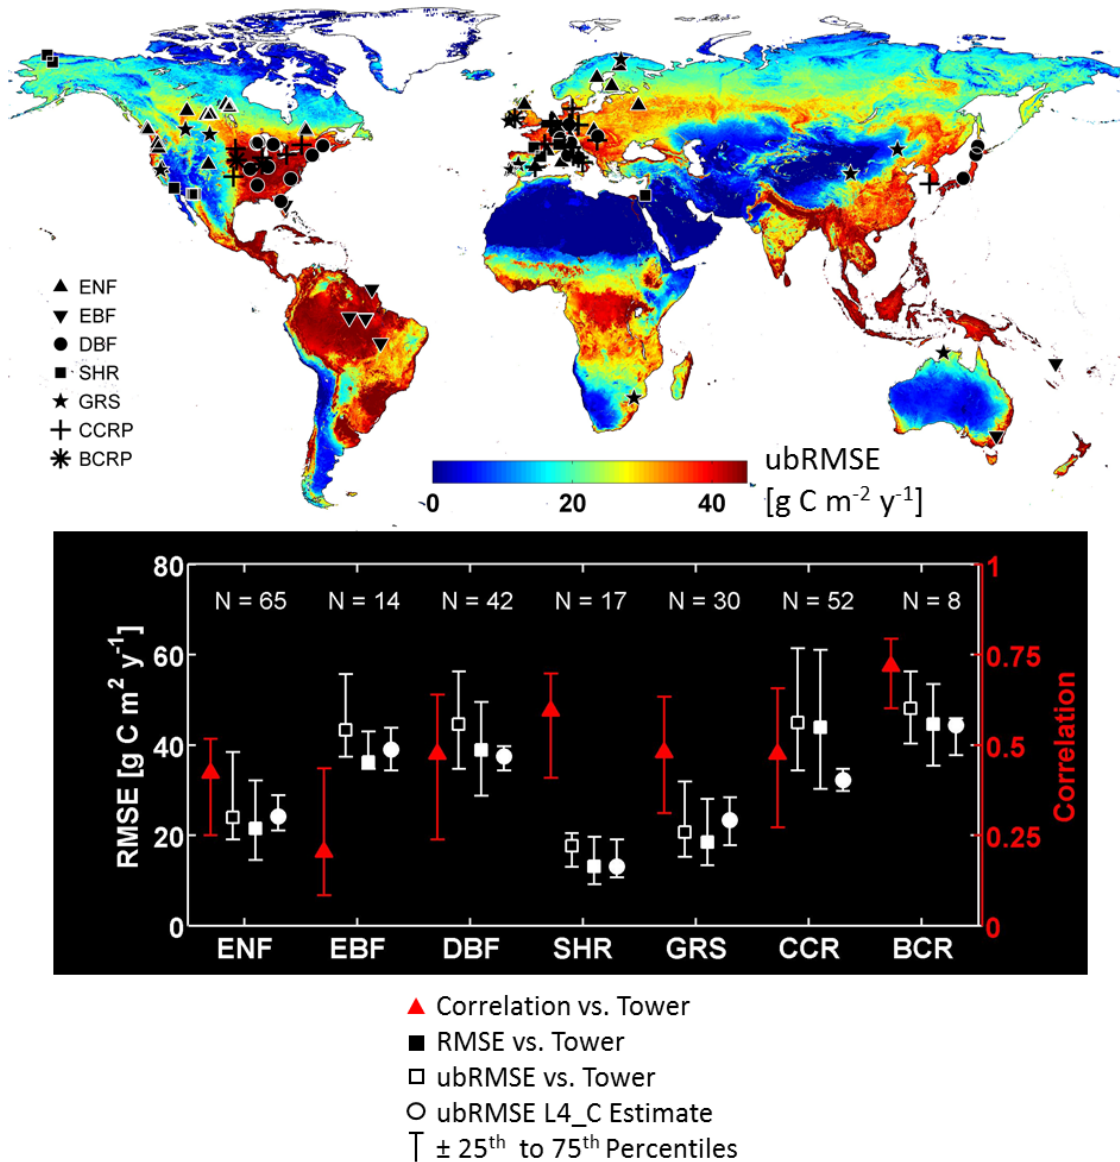 ENF
EBF
DBF
SHR
GRS
CCRP
BCRP
ubRMSE
[g C m-2 y-1]
0 20 40
80 1
N = 65 N = 14 N = 42 N = 17 N = 30 N = 52 N = 8
60 0.75
RMSE [g C m2 y-1]
40 0.5
Correlation
20 0.25
0 0
ENF EBF DBF SHR GRS CCR BCR
Correlation vs. Tower
RMSE vs. Tower
ubRMSE vs. Tower
ubRMSE L4_C Estimate
± 25th to 75th Percentiles